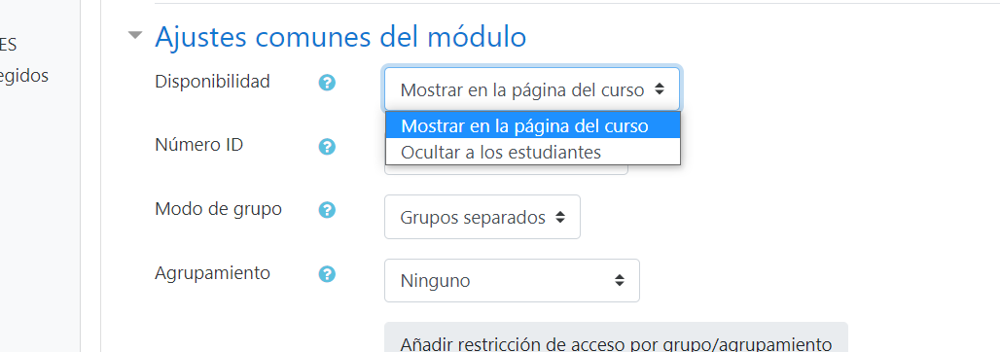 ES
egidos
Ajustes comunes del módulo
Disponibilidad
Mostrar en la página del curso
Mostrar en la página del curso
Ocultar a los estudiantes
Número ID
Modo de grupo
Grupos separados
Agrupamiento
Ninguno
Añadir restricción de acceso por grupo/agrupamiento